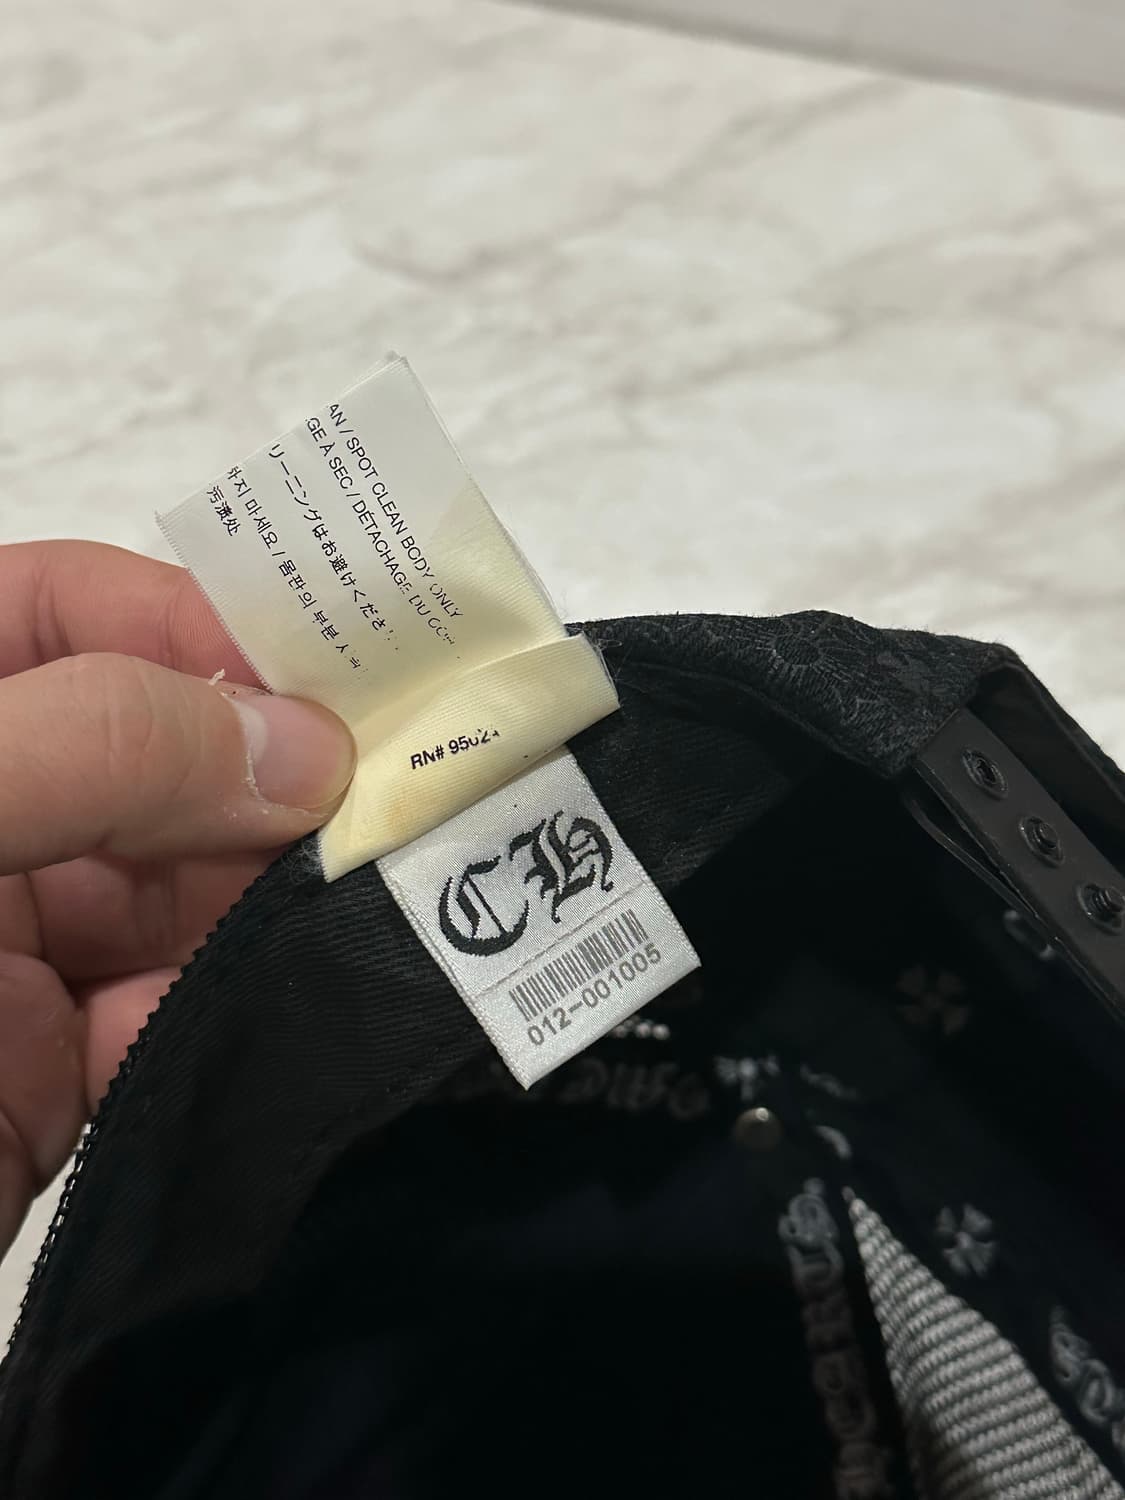 AN / SPOT CLEAN BODY ONLY
GE À SEC / DÉTACHAGE DU
リーニングはお避けくださ
하지 마세요 / 몸판의 부분
污渍处
RN#
CH
012-001005